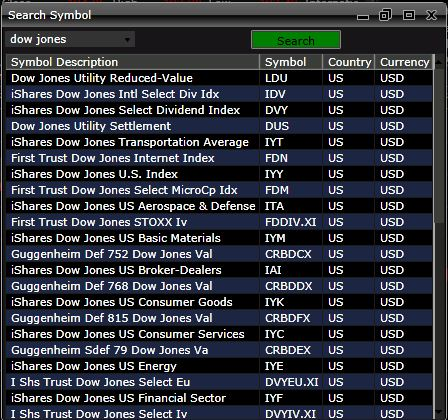 Search Symbol
dow jones Search
Symbol Description Symbol Country Currency
Dow Jones Utility Reduced-Value LDU US USD
iShares Dow Jones Intl Select Div Idx IDV US USD
iShares Dow Jones Select Dividend Index DVY US USD
Dow Jones Utility Settlement DUS US USD
iShares Dow Jones Transportation Average IYT US USD
First Trust Dow Jones Internet Index FDN US USD
iShares Dow Jones U.S. Index IYY US USD
First Trust Dow Jones Select MicroCp Idx FDM US USD
iShares Dow Jones US Aerospace & Defense ITA US USD
First Trust Dow Jones STOXX Iv FDDIV.XI US USD
iShares Dow Jones US Basic Materials IYM US USD
Guggenheim Def 752 Dow Jones Val CRBDCX US USD
iShares Dow Jones US Broker-Dealers IAI US USD
Guggenheim Def 768 Dow Jones Val CRBDDX US USD
iShares Dow Jones US Consumer Goods IYK US USD
Guggenheim Def 815 Dow Jones Val CRBDFX US USD
iShares Dow Jones US Consumer Services IYC US USD
Guggenheim Sdef 79 Dow Jones Va CRBDEX US USD
iShares Dow Jones US Energy IYE US USD
I Shs Trust Dow Jones Select Eu DVYEU.XI US USD
iShares Dow Jones US Financial Sector IYF US USD
I Shs Trust Dow Jones Select Iv DVYIV.XI US USD